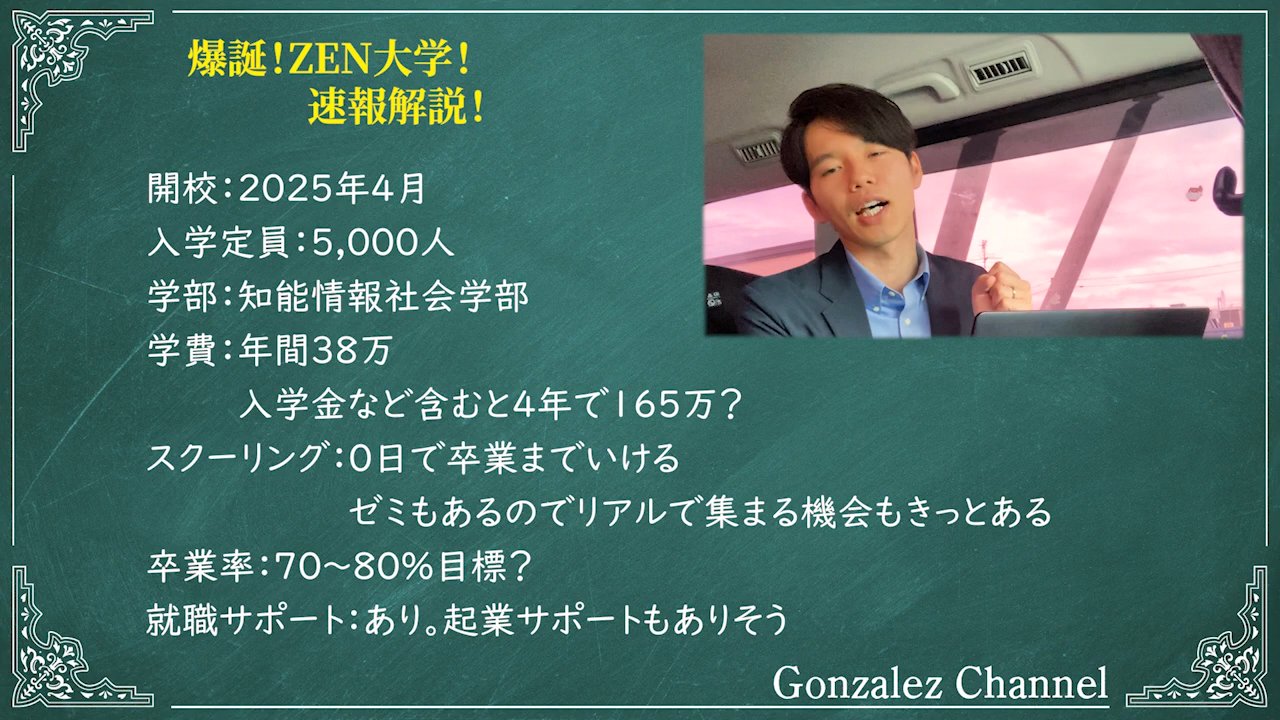 爆誕！ZEN大学！
速報解説！
開校：2025年4月
入学定員：5,000人
学部：知能情報社会学部
学費：年間38万
入学金など含むと4年で165万？
スクーリング：0日で卒業までいける
ゼミもあるのでリアルで集まる機会もきっとある
卒業率：70～80%目標？
就職サポート：あり。起業サポートもありそう
Gonzalez Channel